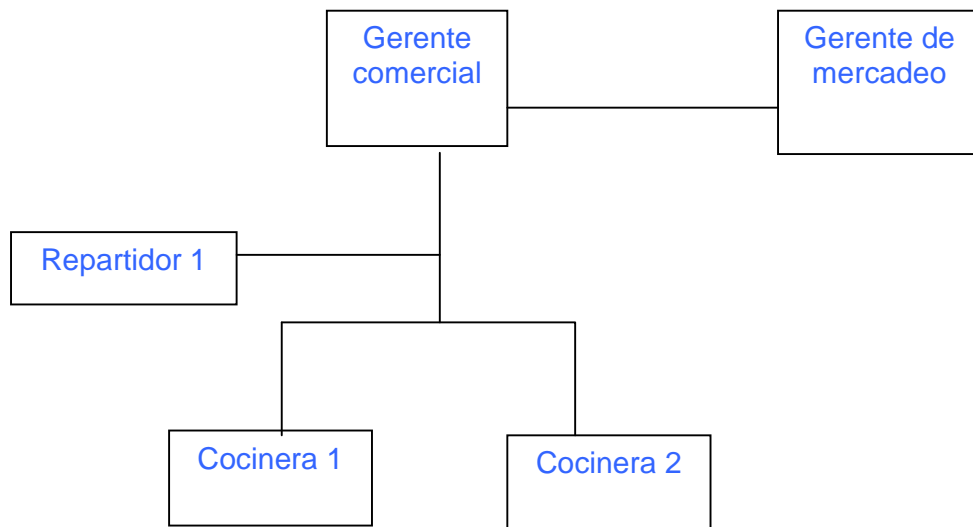 Gerente
comercial
Gerente de
mercadeo
Repartidor 1
Cocinera 1
Cocinera 2